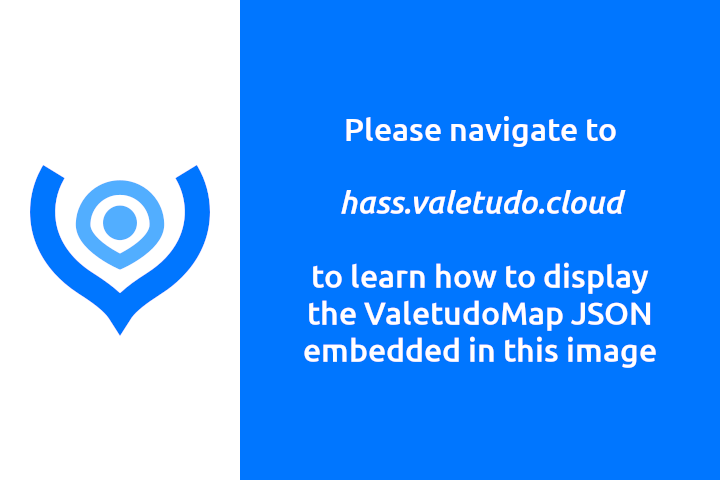 Please navigate to
hass.valetudo.cloud
to learn how to display
the ValetudoMap JSON
embedded in this image